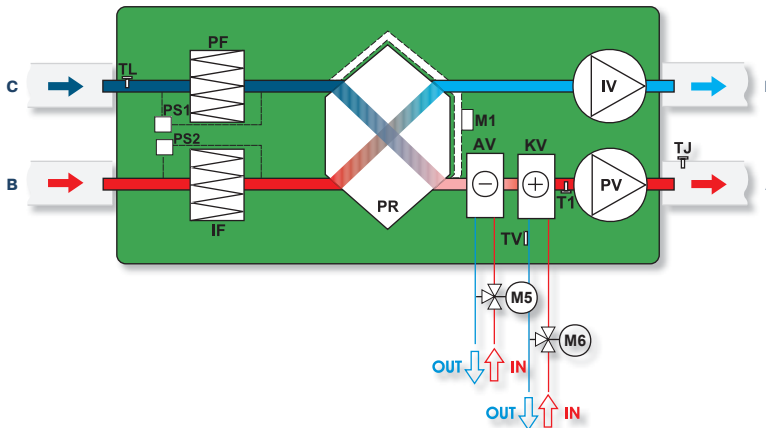 PF
TL
C
IV
PS1
M1
PS2
AV
KV
TJ
B
T1
PV
PR
IF
TV
M5
M6
OUT
IN
OUT
IN